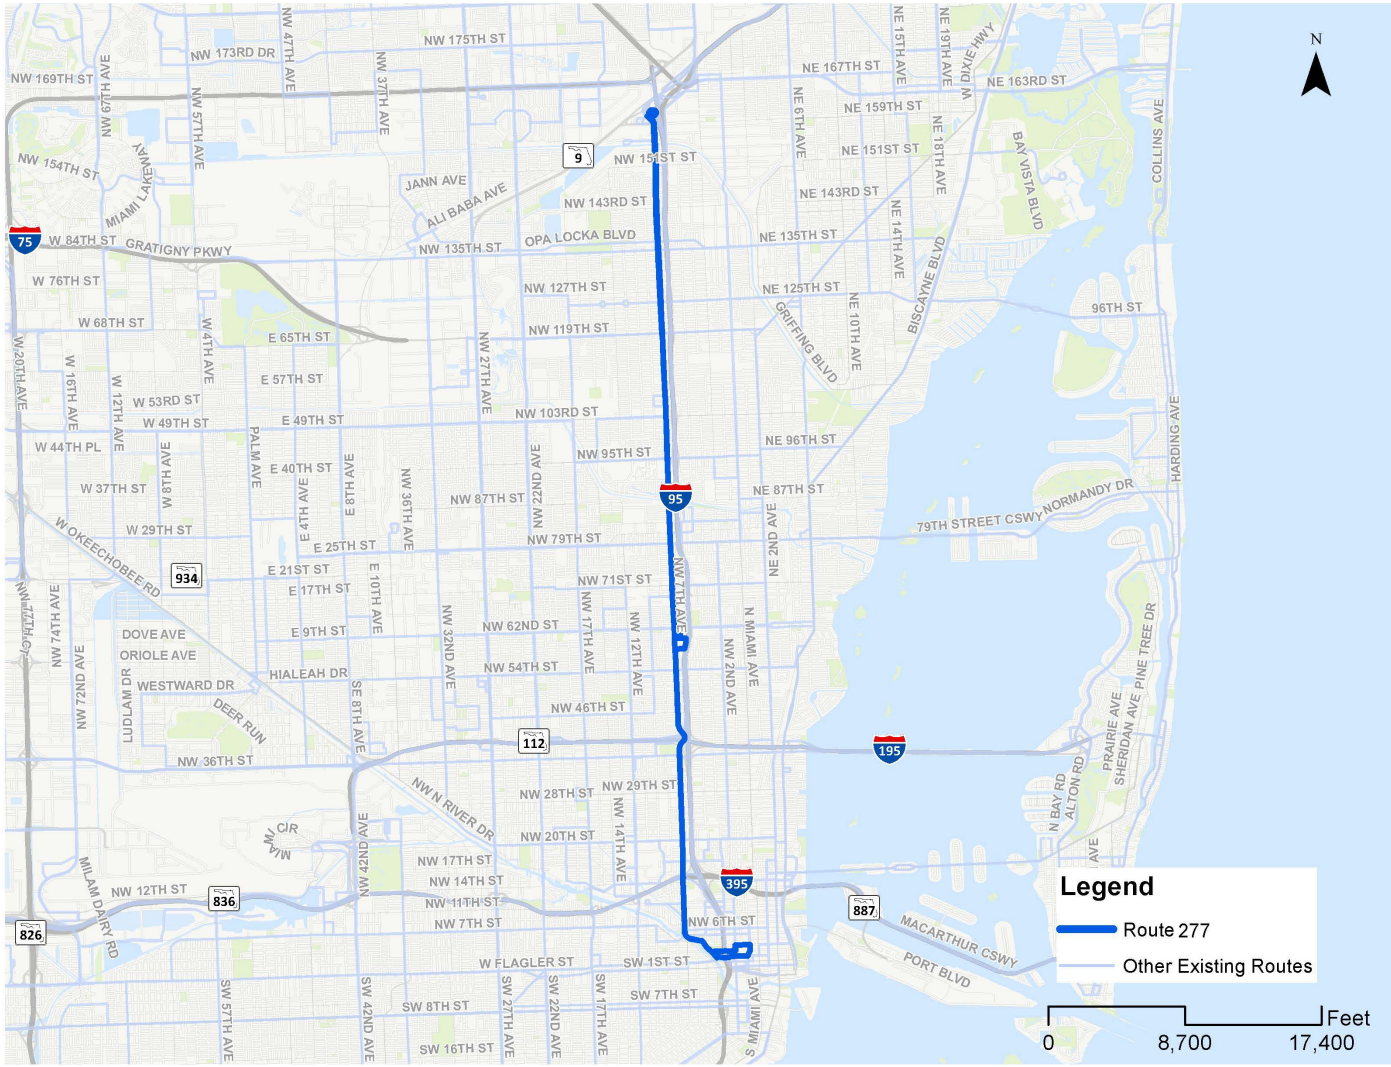 NW 175TH ST
NW 173RD DR
NW 47TH AVE
NW 37TH AVE
NW 169TH ST
NW 67TH AVE
NW 57TH AVE
NE 167TH ST
NE 15TH AVE
NE 19TH AVE
W DIXIE HWY
NE 163RD ST
N
NE 159TH ST
NE 6TH AVE
NE 18TH AVE
COLLINS AVE
9
NW 151ST ST
NE 151ST ST
BAY VISTA BLVD
NW 154TH ST
MIAMI LAKEWAY
JANN AVE
ALI BABA AVE
NW 143RD ST
NE 143RD ST
NE 14TH AVE
75
W 84TH ST
GRATIGNY PKWY
NW 135TH ST
OPA LOCKA BLVD
NE 135TH ST
BISCAYNE BLVD
W 76TH ST
NW 127TH ST
NE 125TH ST
NE 10TH AVE
GRIFFING BLVD
96TH ST
W 68TH ST
W 4TH AVE
E 65TH ST
NW 119TH ST
NW 27TH AVE
W 20TH AVE
W 19TH AVE
W 12TH AVE
E 57TH ST
W 53RD ST
W 49TH ST
E 49TH ST
NW 103RD ST
HARDING AVE
W 44TH PL
W 8TH AVE
PALM AVE
E 40TH ST
E 8TH AVE
NW 39TH AVE
NW 22ND AVE
NW 95TH ST
NE 96TH ST
W 37TH ST
E 4TH AVE
NW 87TH ST
95
NE 87TH ST
NORMANDY DR
79TH STREET CSWY
W OKEECHOBEE RD
W 29TH ST
E 25TH ST
NW 79TH ST
NE 2ND AVE
934
E 21ST ST
E 17TH ST
E 10TH AVE
NW 71ST ST
NW 7TH AVE
NW 77TH CT
NW 74TH AVE
NW 72ND AVE
DOVE AVE
ORIOLE AVE
E 9TH ST
NW 32ND AVE
NW 62ND ST
NW 17TH AVE
NW 12TH AVE
NW 2ND AVE
N MIAMI AVE
PINE TREE DR
LUDLAM DR
WESTWARD DR
HIALEAH DR
NW 54TH ST
DEER RUN
SE 8TH AVE
NW 46TH ST
PRAIRIE AVE
SHERIDAN AVE
112
195
NW 36TH ST
NW N RIVER DR
NW 28TH ST
NW 29TH ST
N BAY RD
ALTON RD
MIAMI CIR
NW 42ND AVE
NW 20TH ST
NW 14TH AVE
MILAM DAIRY RD
NW 17TH ST
NW 12TH ST
NW 14TH ST
836
NW 11TH ST
395
AVE
887
826
NW 7TH ST
NW 6TH ST
MACARTHUR CSWY
PORT BLVD
W FLAGLER ST
SW 1ST ST
SW 57TH AVE
SW 42ND AVE
SW 8TH ST
SW 27TH AVE
SW 22ND AVE
SW 17TH AVE
SW 7TH ST
S MIAMI AVE
SW 16TH ST
Legend
Route 277
Other Existing Routes
Feet
0 8,700 17,400